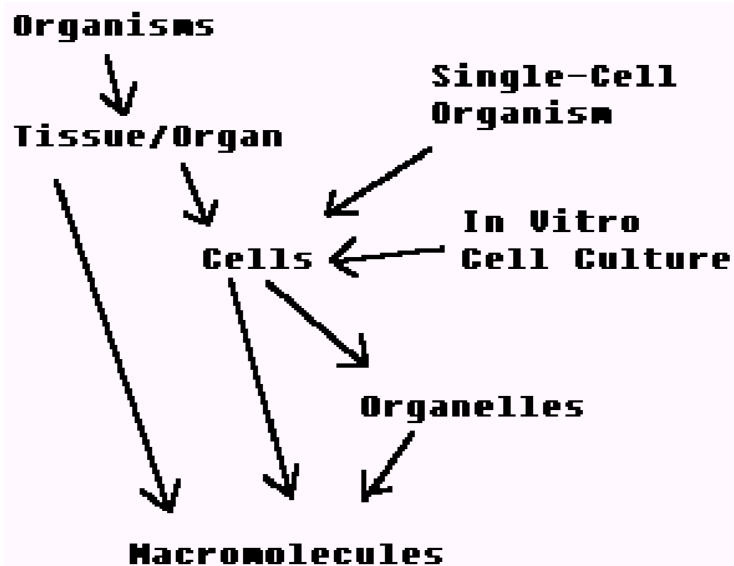 Organisms
Single-Cell
Organism
Tissue/Organ
In Vitro
Cell Culture
Cells
Organelles
Macromolecules